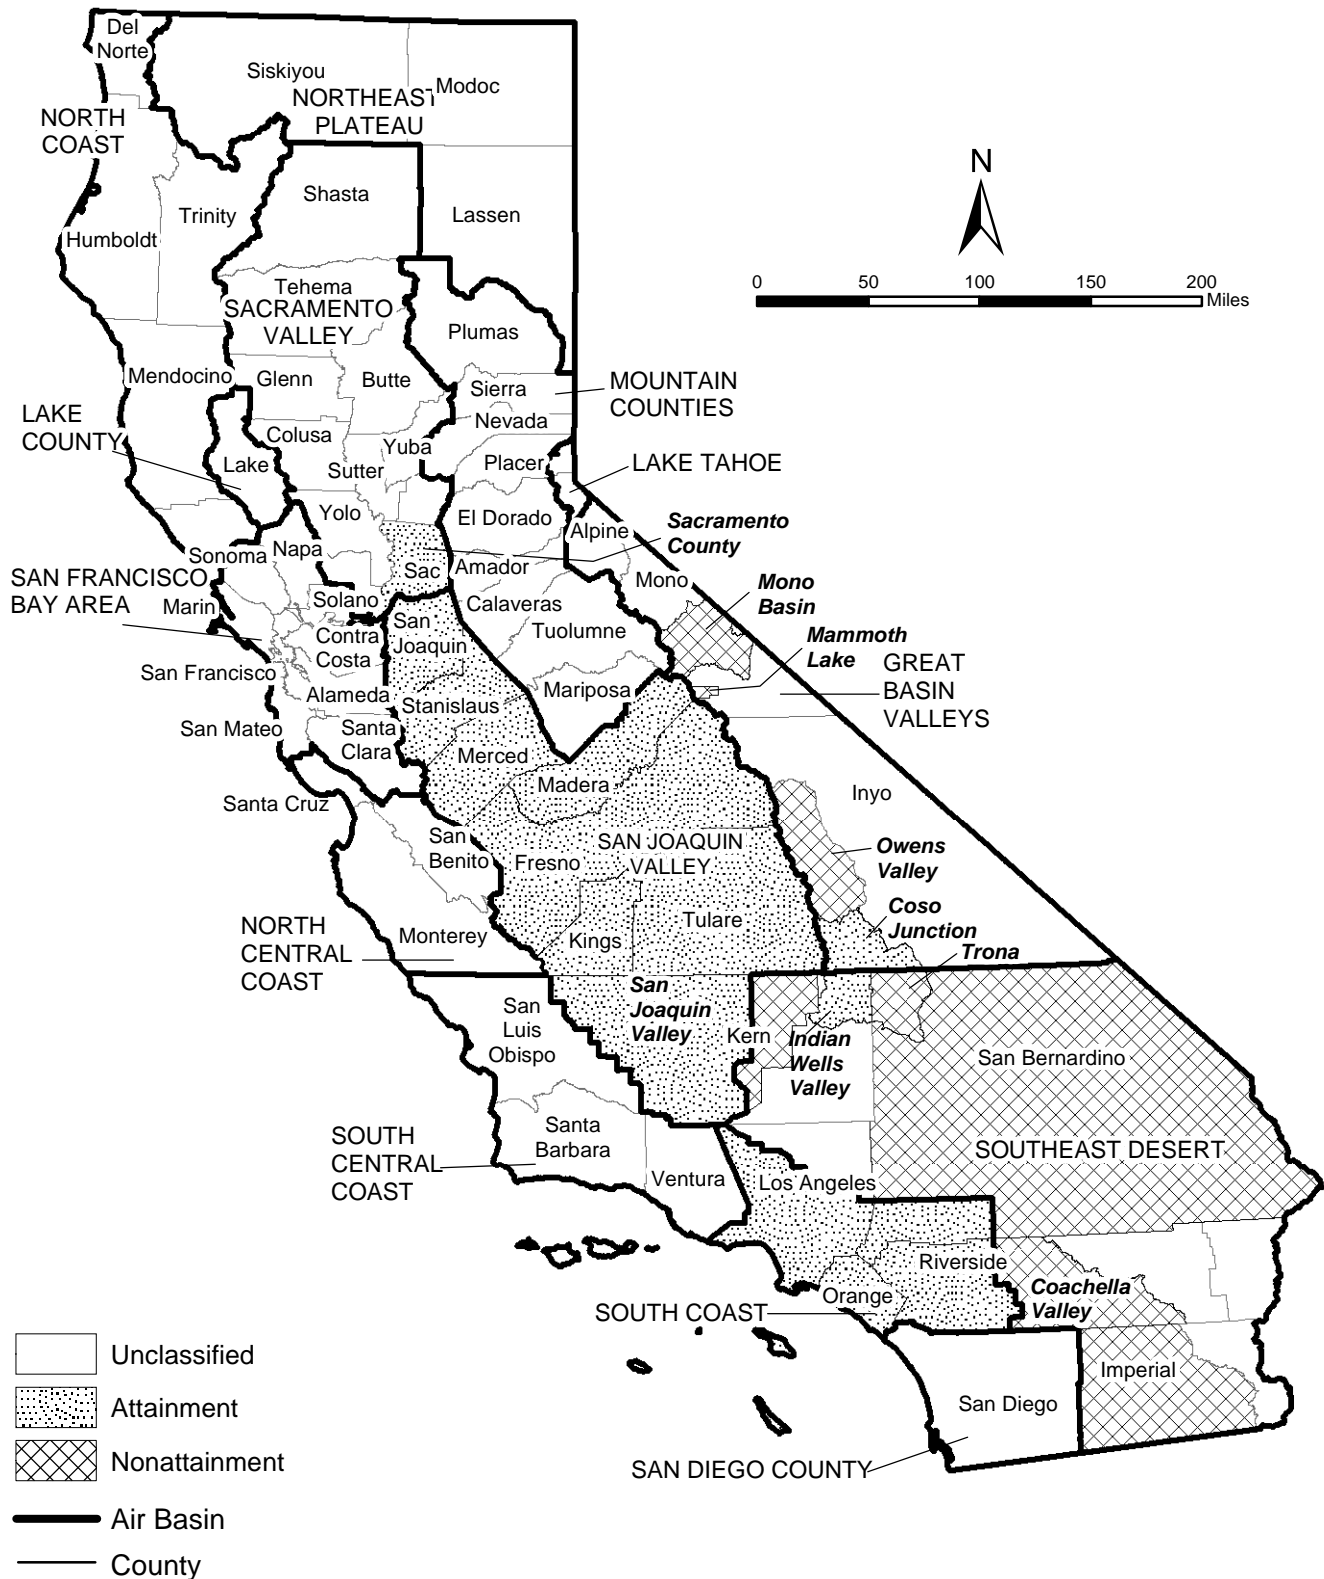 Del
Norte
Siskiyou
Modoc
NORTHEAST
PLATEAU
NORTH
COAST
N
Shasta
Trinity
Lassen
Humboldt
0 50 100 150 200
Miles
Tehema
SACRAMENTO
VALLEY
Plumas
Mendocino
Glenn
Butte
Sierra
MOUNTAIN
COUNTIES
LAKE
COUNTY
Nevada
Colusa
Yuba
Lake
Sutter
Placer
LAKE TAHOE
Yolo
El Dorado
Alpine
Sacramento
County
Sonoma
Napa
Sac
Amador
Mono
Mono
Basin
SAN FRANCISCO
BAY AREA
Marin
Solano
Calaveras
San
Joaquin
Tuolumne
Contra
Costa
Mammoth
Lake
GREAT
BASIN
VALLEYS
San Francisco
Alameda
Stanislaus
Mariposa
San Mateo
Santa
Clara
Merced
Madera
Santa Cruz
Inyo
San
Benito
Fresno
SAN JOAQUIN
VALLEY
Owens
Valley
Coso
Junction
NORTH
CENTRAL
COAST
Monterey
Kings
Tulare
Trona
San
Luis
Obispo
San
Joaquin
Valley
Kern
Indian
Wells
Valley
San Bernardino
SOUTH
CENTRAL
COAST
Santa
Barbara
Ventura
SOUTHEAST DESERT
Los Angeles
Riverside
Orange
Coachella
Valley
SOUTH COAST
Imperial
San Diego
SAN DIEGO COUNTY
Unclassified
Attainment
Nonattainment
Air Basin
County